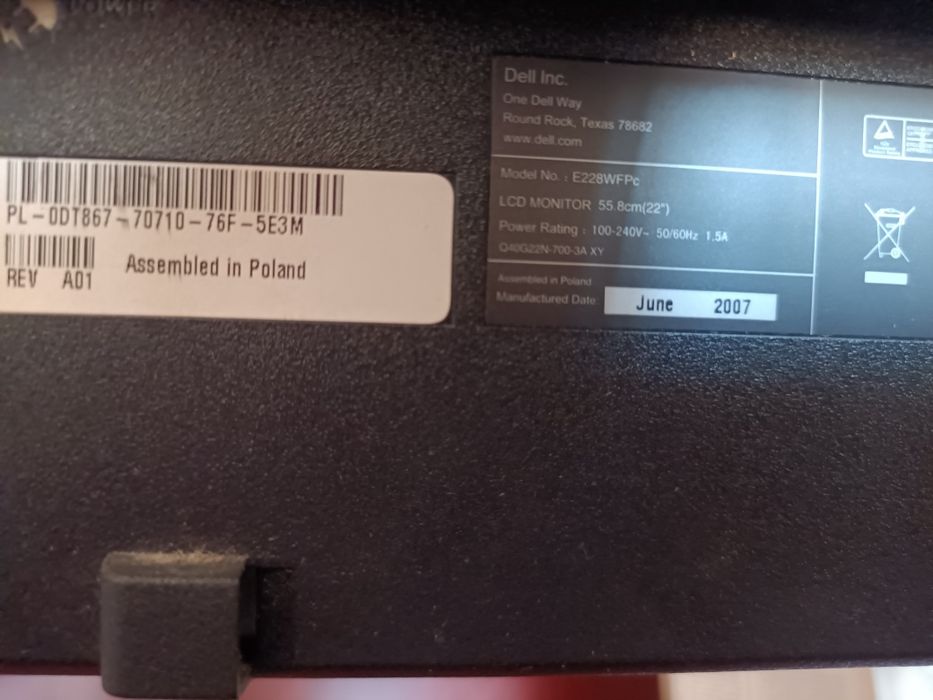 POWER
PL-0DT867-70710-76F-5E3M
REV A01
Assembled in Poland
Dell Inc.
One Dell Way
Round Rock, Texas 78682
www.dell.com
Model No. : E228WFPc
LCD MONITOR 55.8cm(22")
Power Rating : 100-240V~ 50/60Hz 1.5A
Q40G22N-700-3A XY
Assembled in Poland
Manufactured Date: June 2007